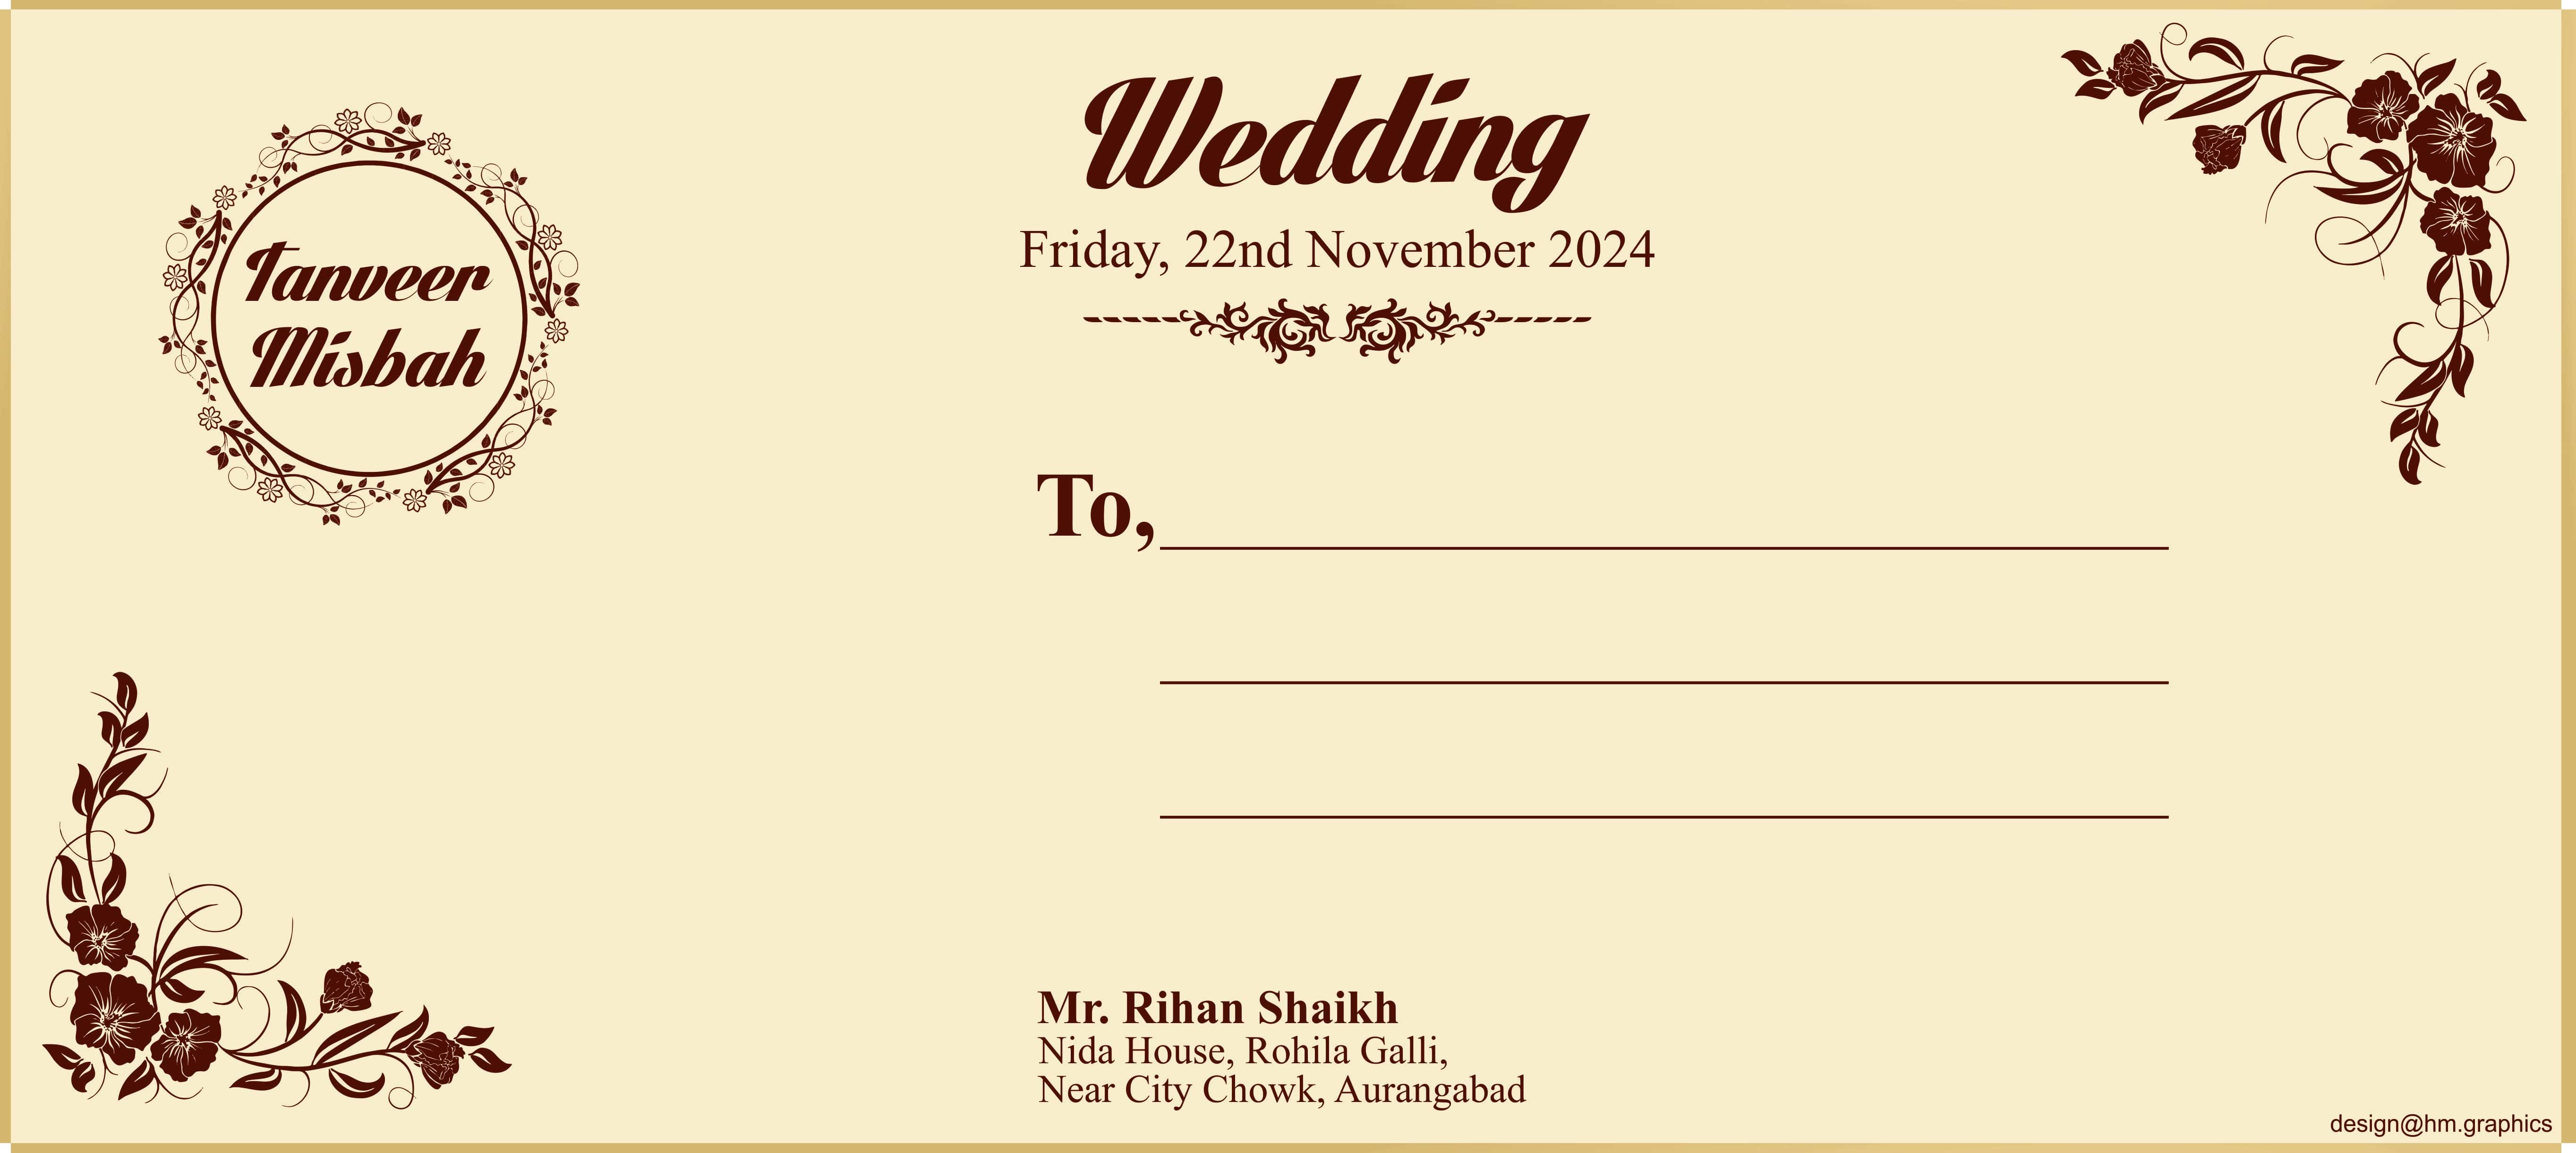 Tanveer
Misbah
Wedding
Friday, 22nd November 2024
To,
Mr. Rihan Shaikh
Nida House, Rohila Galli,
Near City Chowk, Aurangabad
design@hm.graphics